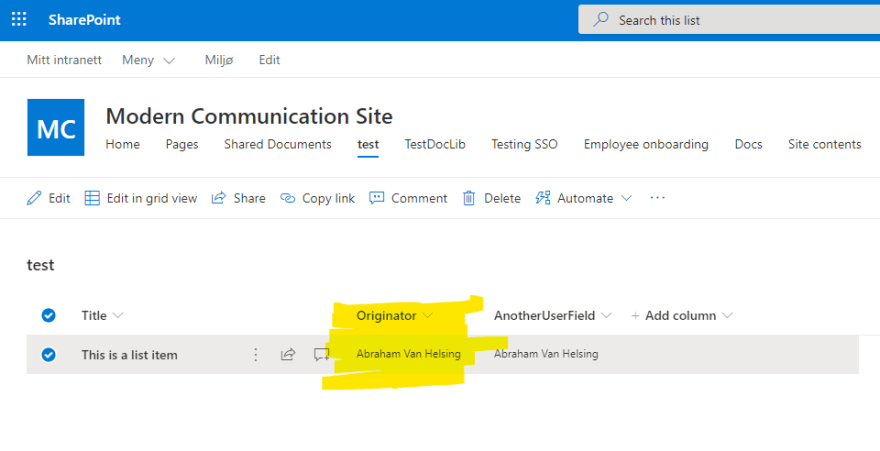 SharePoint Search this list
Mitt intranett Meny Miljø Edit
MC
Modern Communication Site
Home Pages Shared Documents test TestDocLib Testing SSO Employee onboarding Docs Site contents
Edit Edit in grid view Share Copy link Comment Delete Automate ...
test
Title Originator AnotherUserField + Add column
This is a list item Abraham Van Helsing Abraham Van Helsing